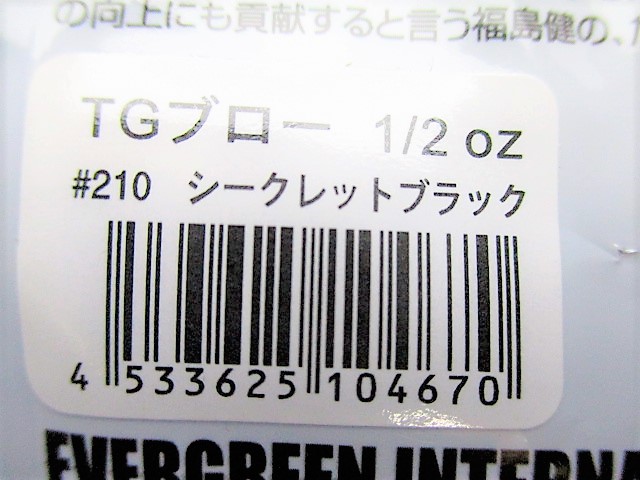 の向上にも貢献すると言う福島健の、
TGブロー 1/2 oz
#210 シークレットブラック
4 533625 104670
EVERGREEN INTERNA